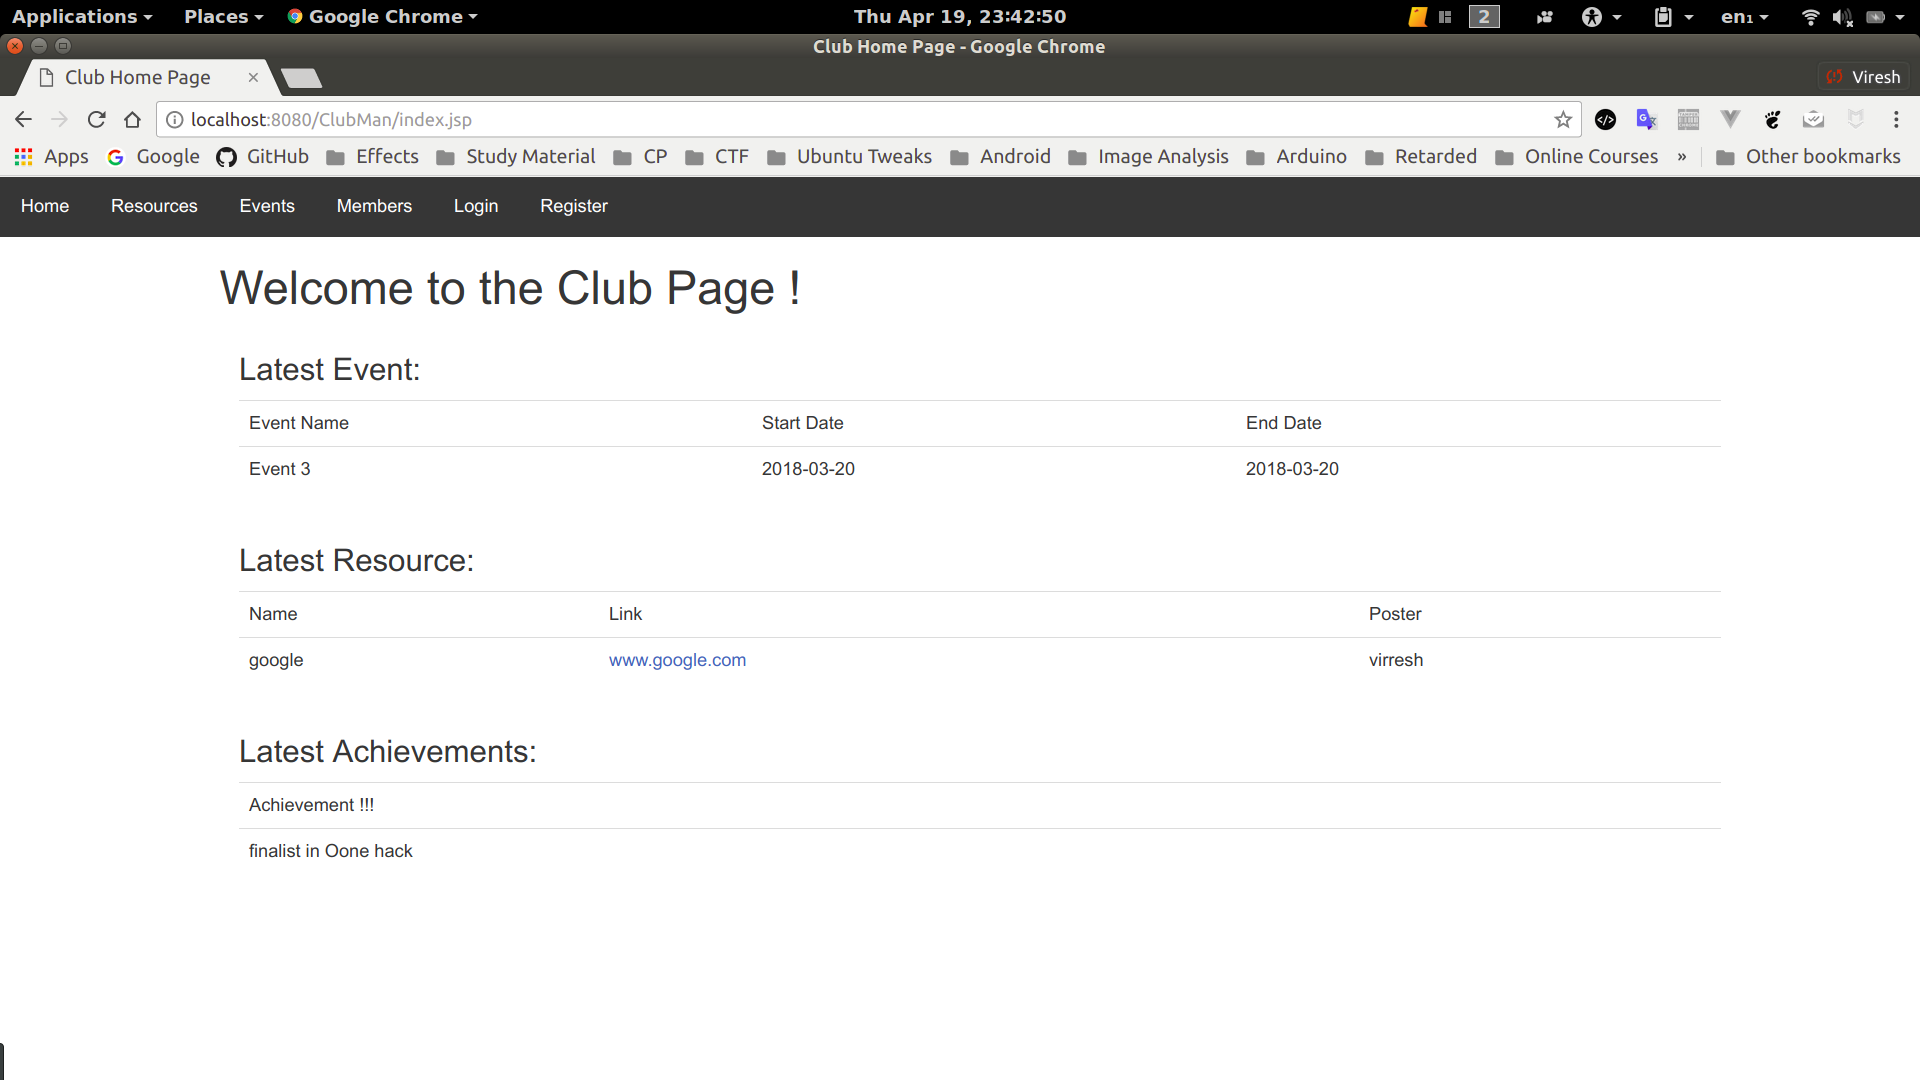 Applications Places Google Chrome Thu Apr 19, 23:42:50 2 en₁
Club Home Page - Google Chrome
Club Home Page Viresh
localhost:8080/ClubMan/index.jsp
Apps Google GitHub Effects Study Material CP CTF Ubuntu Tweaks Android Image Analysis Arduino Retarded Online Courses » Other bookmarks
Home Resources Events Members Login Register
Welcome to the Club Page !
Latest Event:
Event Name Start Date End Date
Event 3 2018-03-20 2018-03-20
Latest Resource:
Name Link Poster
google www.google.com virresh
Latest Achievements:
Achievement !!!
finalist in Oone hack